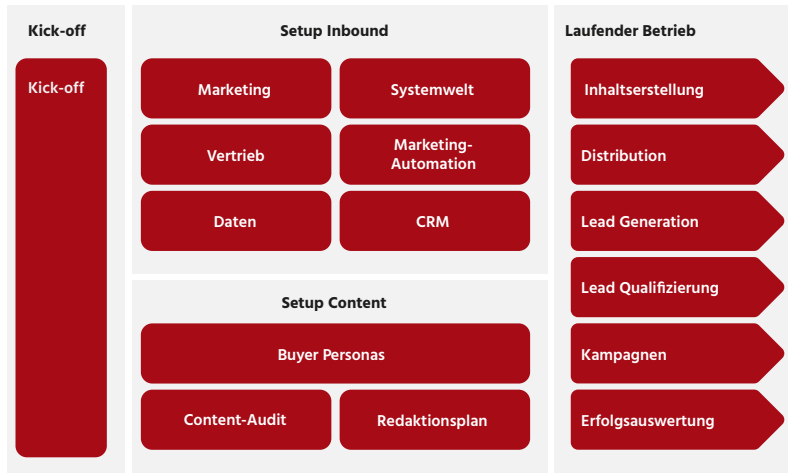 Kick-off
Kick-off
Setup Inbound
Marketing
Systemwelt
Vertrieb
Marketing-
Automation
Daten
CRM
Setup Content
Buyer Personas
Content-Audit
Redaktionsplan
Laufender Betrieb
Inhaltserstellung
Distribution
Lead Generation
Lead Qualifizierung
Kampagnen
Erfolgsauswertung